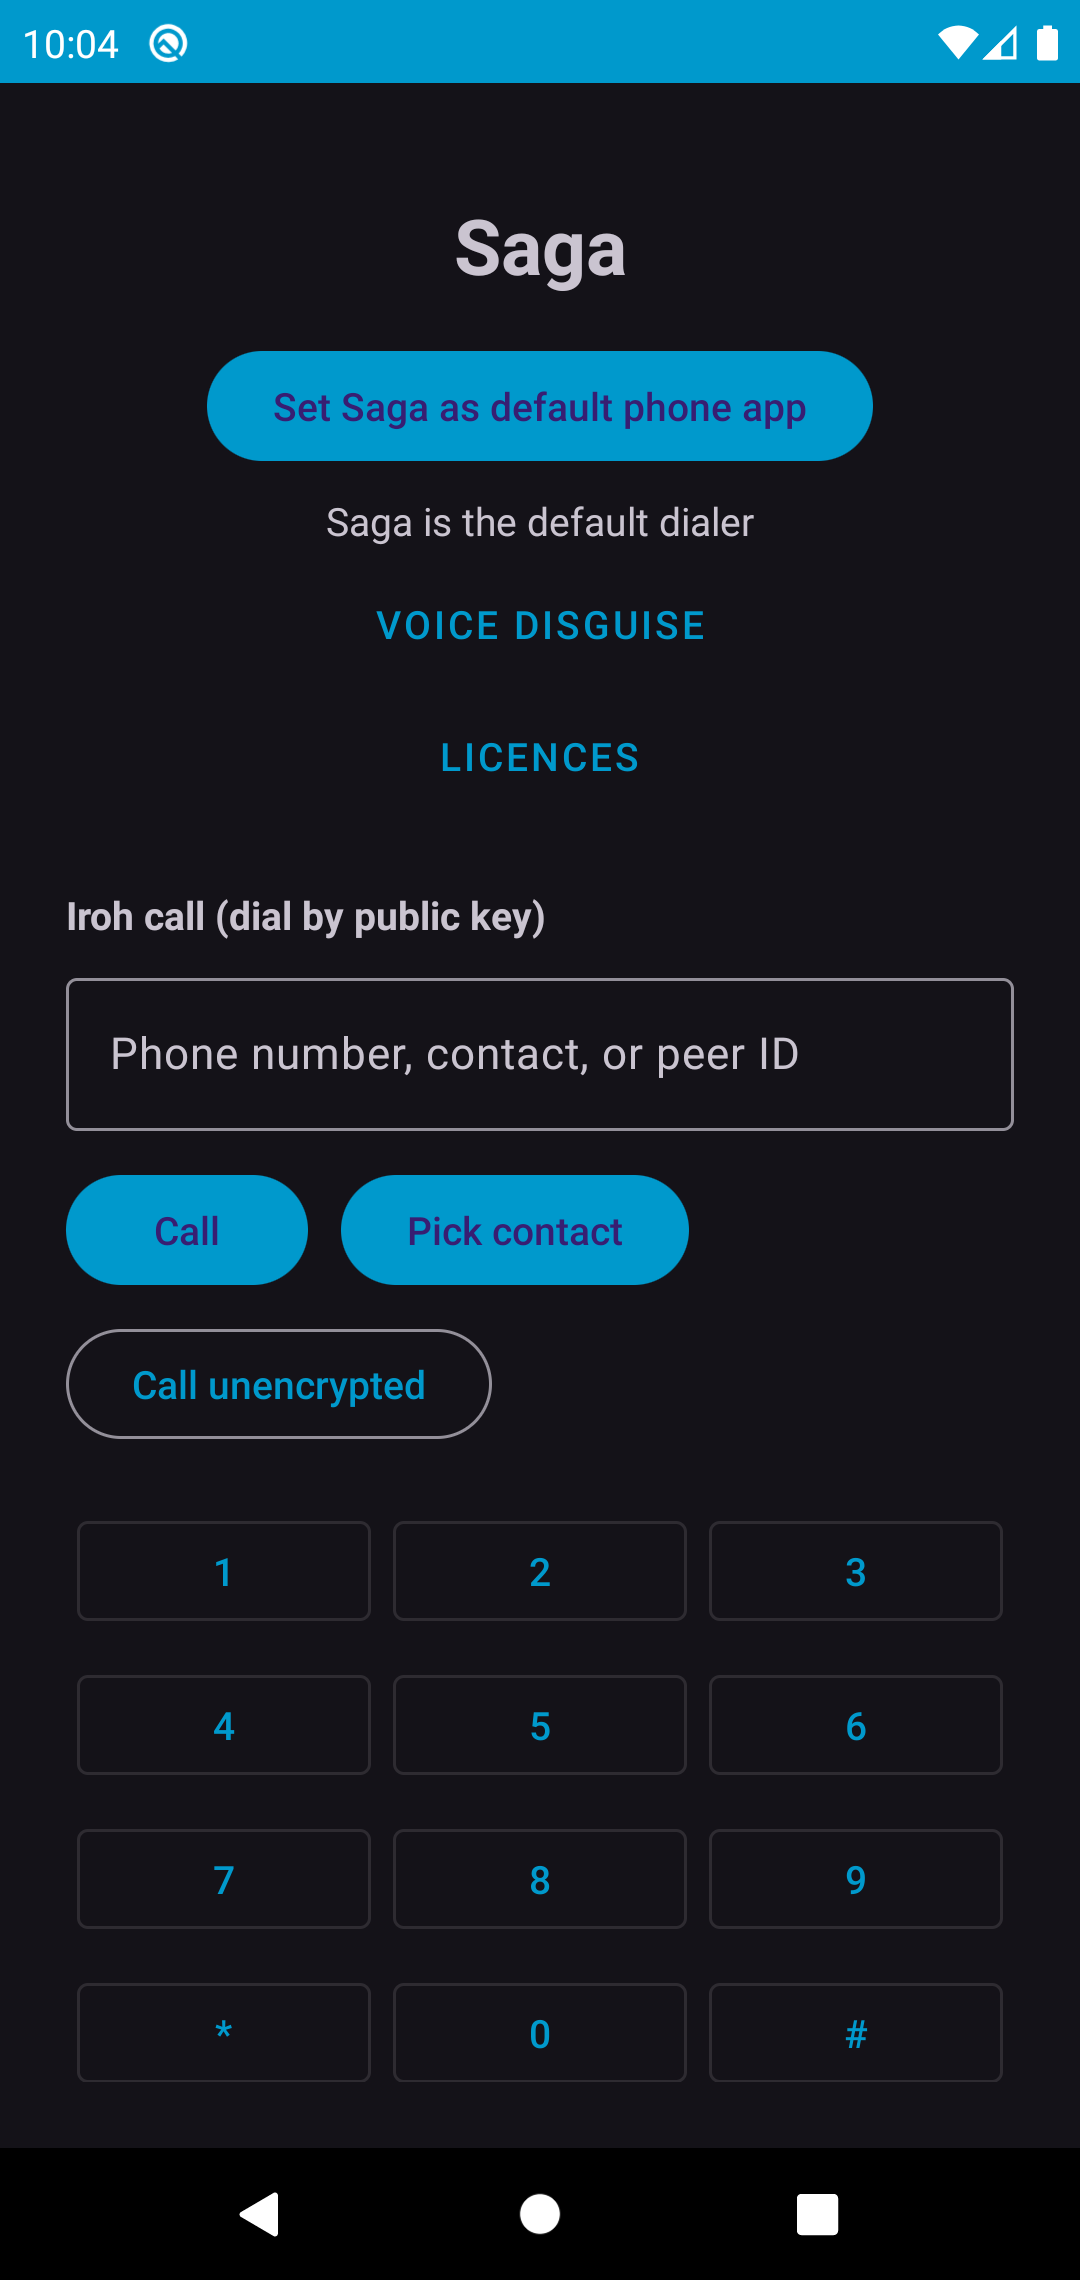 10:04
Saga
Set Saga as default phone app
Saga is the default dialer
VOICE DISGUISE
LICENCES
Iroh call (dial by public key)
Phone number, contact, or peer ID
Call Pick contact
Call unencrypted
1 2 3
4 5 6
7 8 9
* 0 #